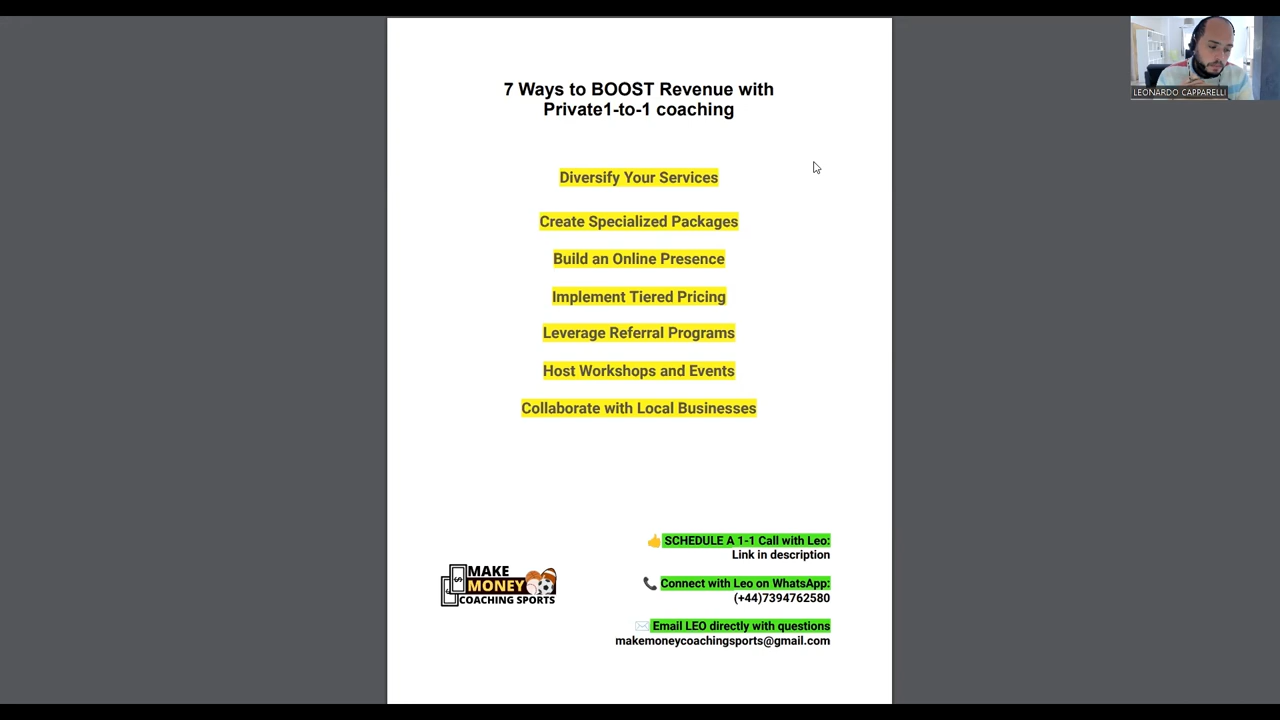 7 Ways to BOOST Revenue with
Private1-to-1 coaching
Diversify Your Services
Create Specialized Packages
Build an Online Presence
Implement Tiered Pricing
Leverage Referral Programs
Host Workshops and Events
Collaborate with Local Businesses
👍 SCHEDULE A 1-1 Call with Leo:
Link in description
📞 Connect with Leo on WhatsApp:
(+44)7394762580
✉️ Email LEO directly with questions
makemoneycoachingsports@gmail.com
MAKE
MONEY
COACHING SPORTS
LEONARDO CAPPARELLI